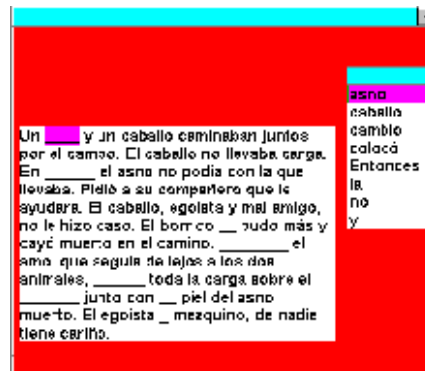 Un ____ y un caballo caminaban juntos
por el campo. El caballo no llevaba carga.
En ______ el asno no podia con la que
llevaba. Pidió a su compañero que le
ayudara. El caballo, egoista y mal amigo,
no le hizo caso. El borrico __ pudo más y
cayó muerto en el camino. ________ el
amo, que seguia de lejos a los dos
animales, ______ toda la carga sobre el
_______ junto con __ piel del asno
muerto. El egoista _ mezquino, de nadie
tiene cariño.
asno
caballo
cambio
colocó
Entonces
la
no
y